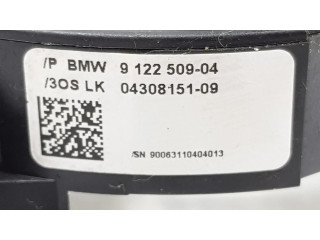 /P BMW 9 122 509-04
/3OS LK 04308151-09
/SN 90063110404013